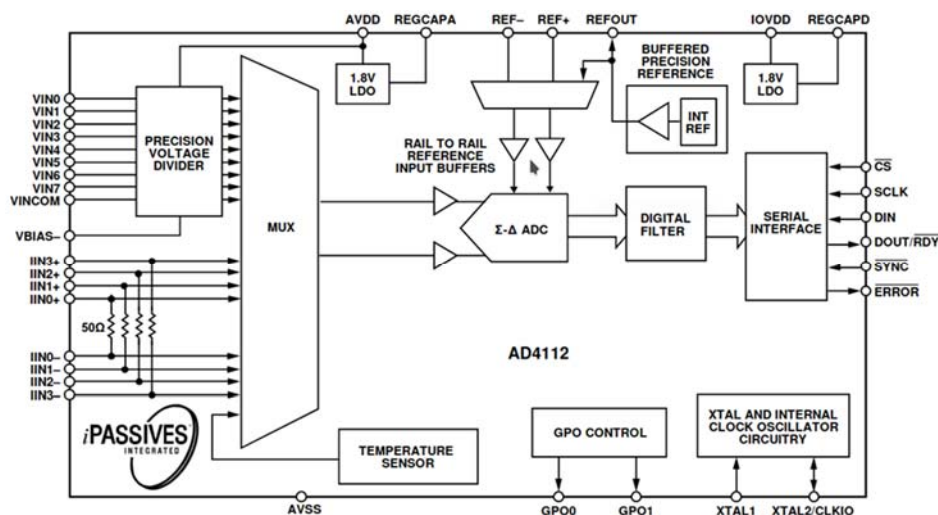 AVDD
REGCAPA
REF–
REF+
REFOUT
IOVDD
REGCAPD
BUFFERED
PRECISION
REFERENCE
1.8V
LDO
INT
REF
1.8V
LDO
VIN0
VIN1
VIN2
VIN3
VIN4
VIN5
VIN6
VIN7
VINCOM
VBIAS–
PRECISION
VOLTAGE
DIVIDER
RAIL TO RAIL
REFERENCE
INPUT BUFFERS
MUX
Σ-Δ ADC
DIGITAL
FILTER
SERIAL
INTERFACE
CS
SCLK
DIN
DOUT/RDY
SYNC
ERROR
IIN3+
IIN2+
IIN1+
IIN0+
50Ω
IIN0–
IIN1–
IIN2–
IIN3–
AD4112
iPASSIVES
INTEGRATED
TEMPERATURE
SENSOR
GPO CONTROL
XTAL AND INTERNAL
CLOCK OSCILLATOR
CIRCUITRY
AVSS
GPO0
GPO1
XTAL1
XTAL2/CLKIO